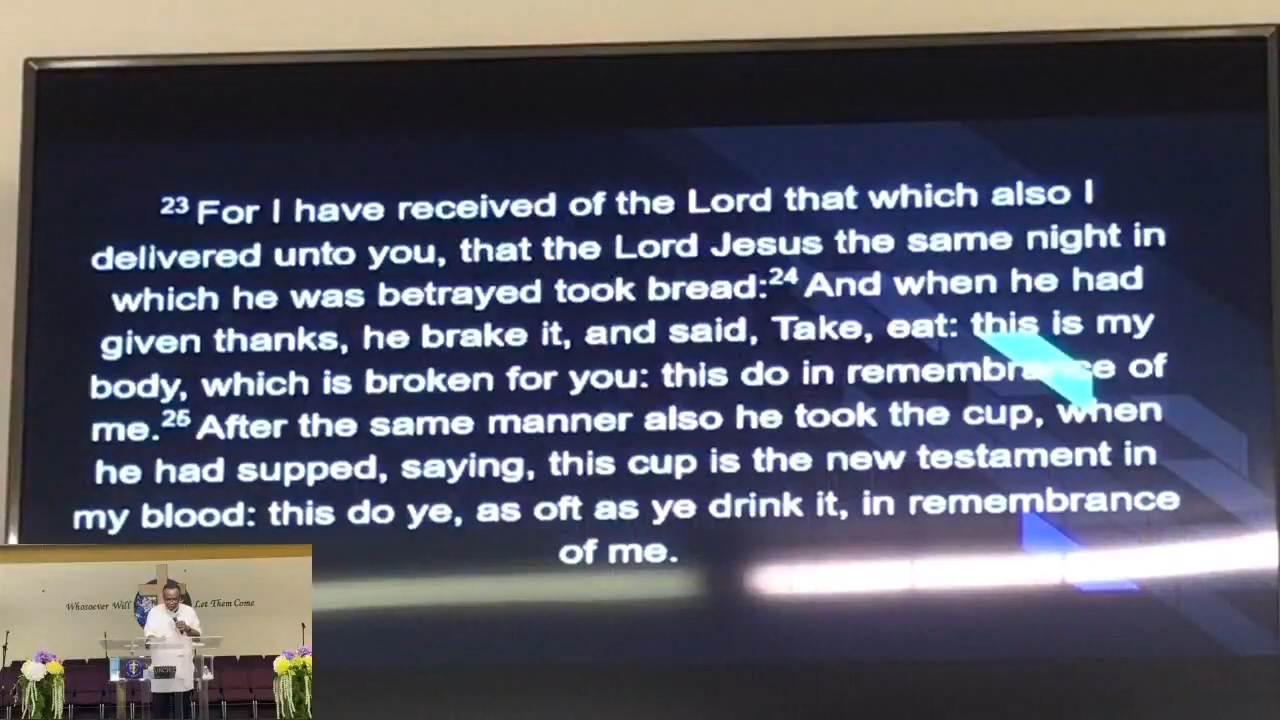 23 For I have received of the Lord that which also I
delivered unto you, that the Lord Jesus the same night in
which he was betrayed took bread:24 And when he had
given thanks, he brake it, and said, Take, eat: this is my
body, which is broken for you: this do in remembrance of
me.25 After the same manner also he took the cup, when
he had supped, saying, this cup is the new testament in
my blood: this do ye, as oft as ye drink it, in remembrance
of me.
Whosoever Will Let Them Come